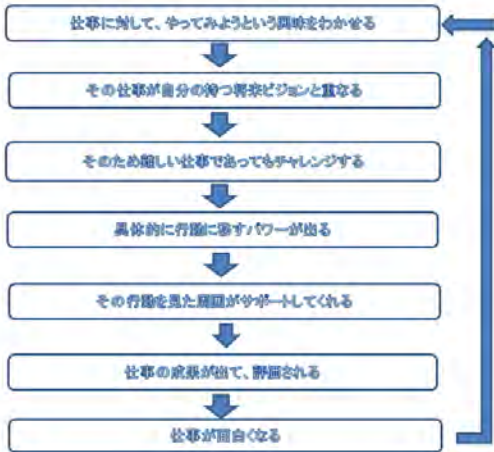 仕事に対して、やってみようという興味をわかせる
その仕事が自分の持つ将来ビジョンと重なる
そのため難しい仕事であってもチャレンジする
具体的に行動に移すパワーが出る
その行動を見た周囲がサポートしてくれる
仕事の成果が出て、評価される
仕事が面白くなる